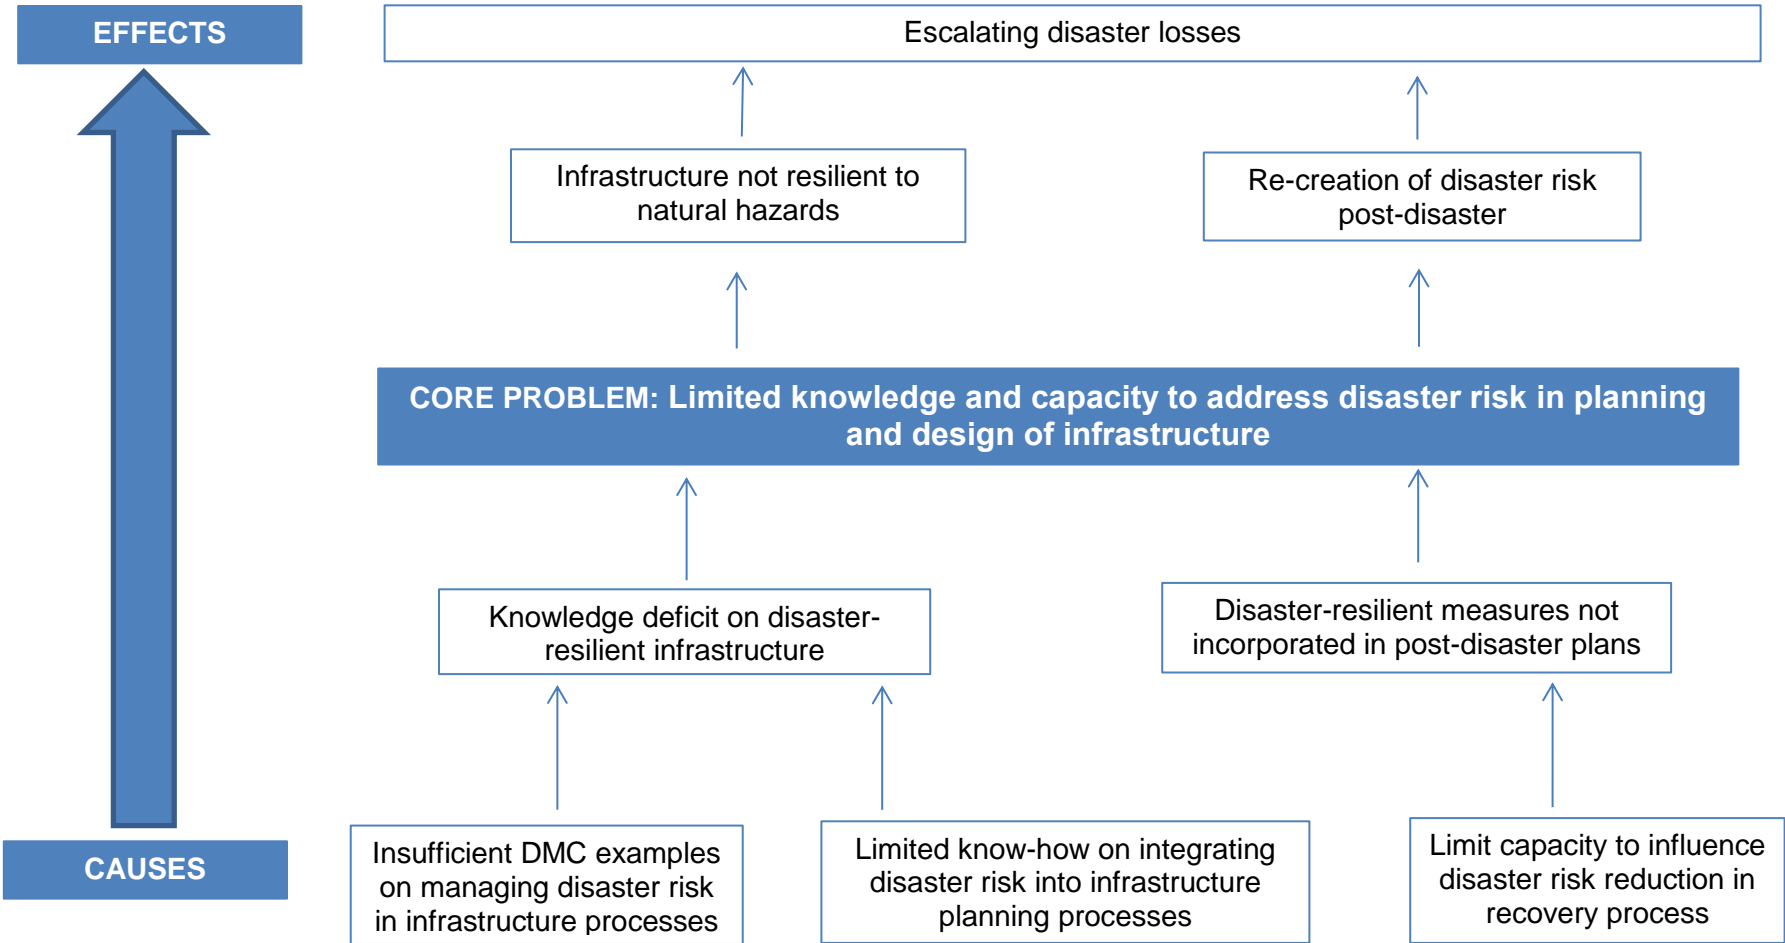 EFFECTS
Escalating disaster losses
Infrastructure not resilient to
natural hazards
Re-creation of disaster risk
post-disaster
CORE PROBLEM: Limited knowledge and capacity to address disaster risk in planning
and design of infrastructure
Knowledge deficit on disaster-
resilient infrastructure
Disaster-resilient measures not
incorporated in post-disaster plans
CAUSES
Insufficient DMC examples
on managing disaster risk
in infrastructure processes
Limited know-how on integrating
disaster risk into infrastructure
planning processes
Limit capacity to influence
disaster risk reduction in
recovery process